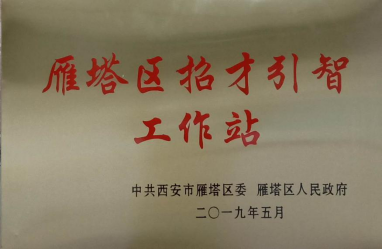 雁塔区招才引智
工作站
中共西安市雁塔区委 雁塔区人民政府
二〇一九年五月